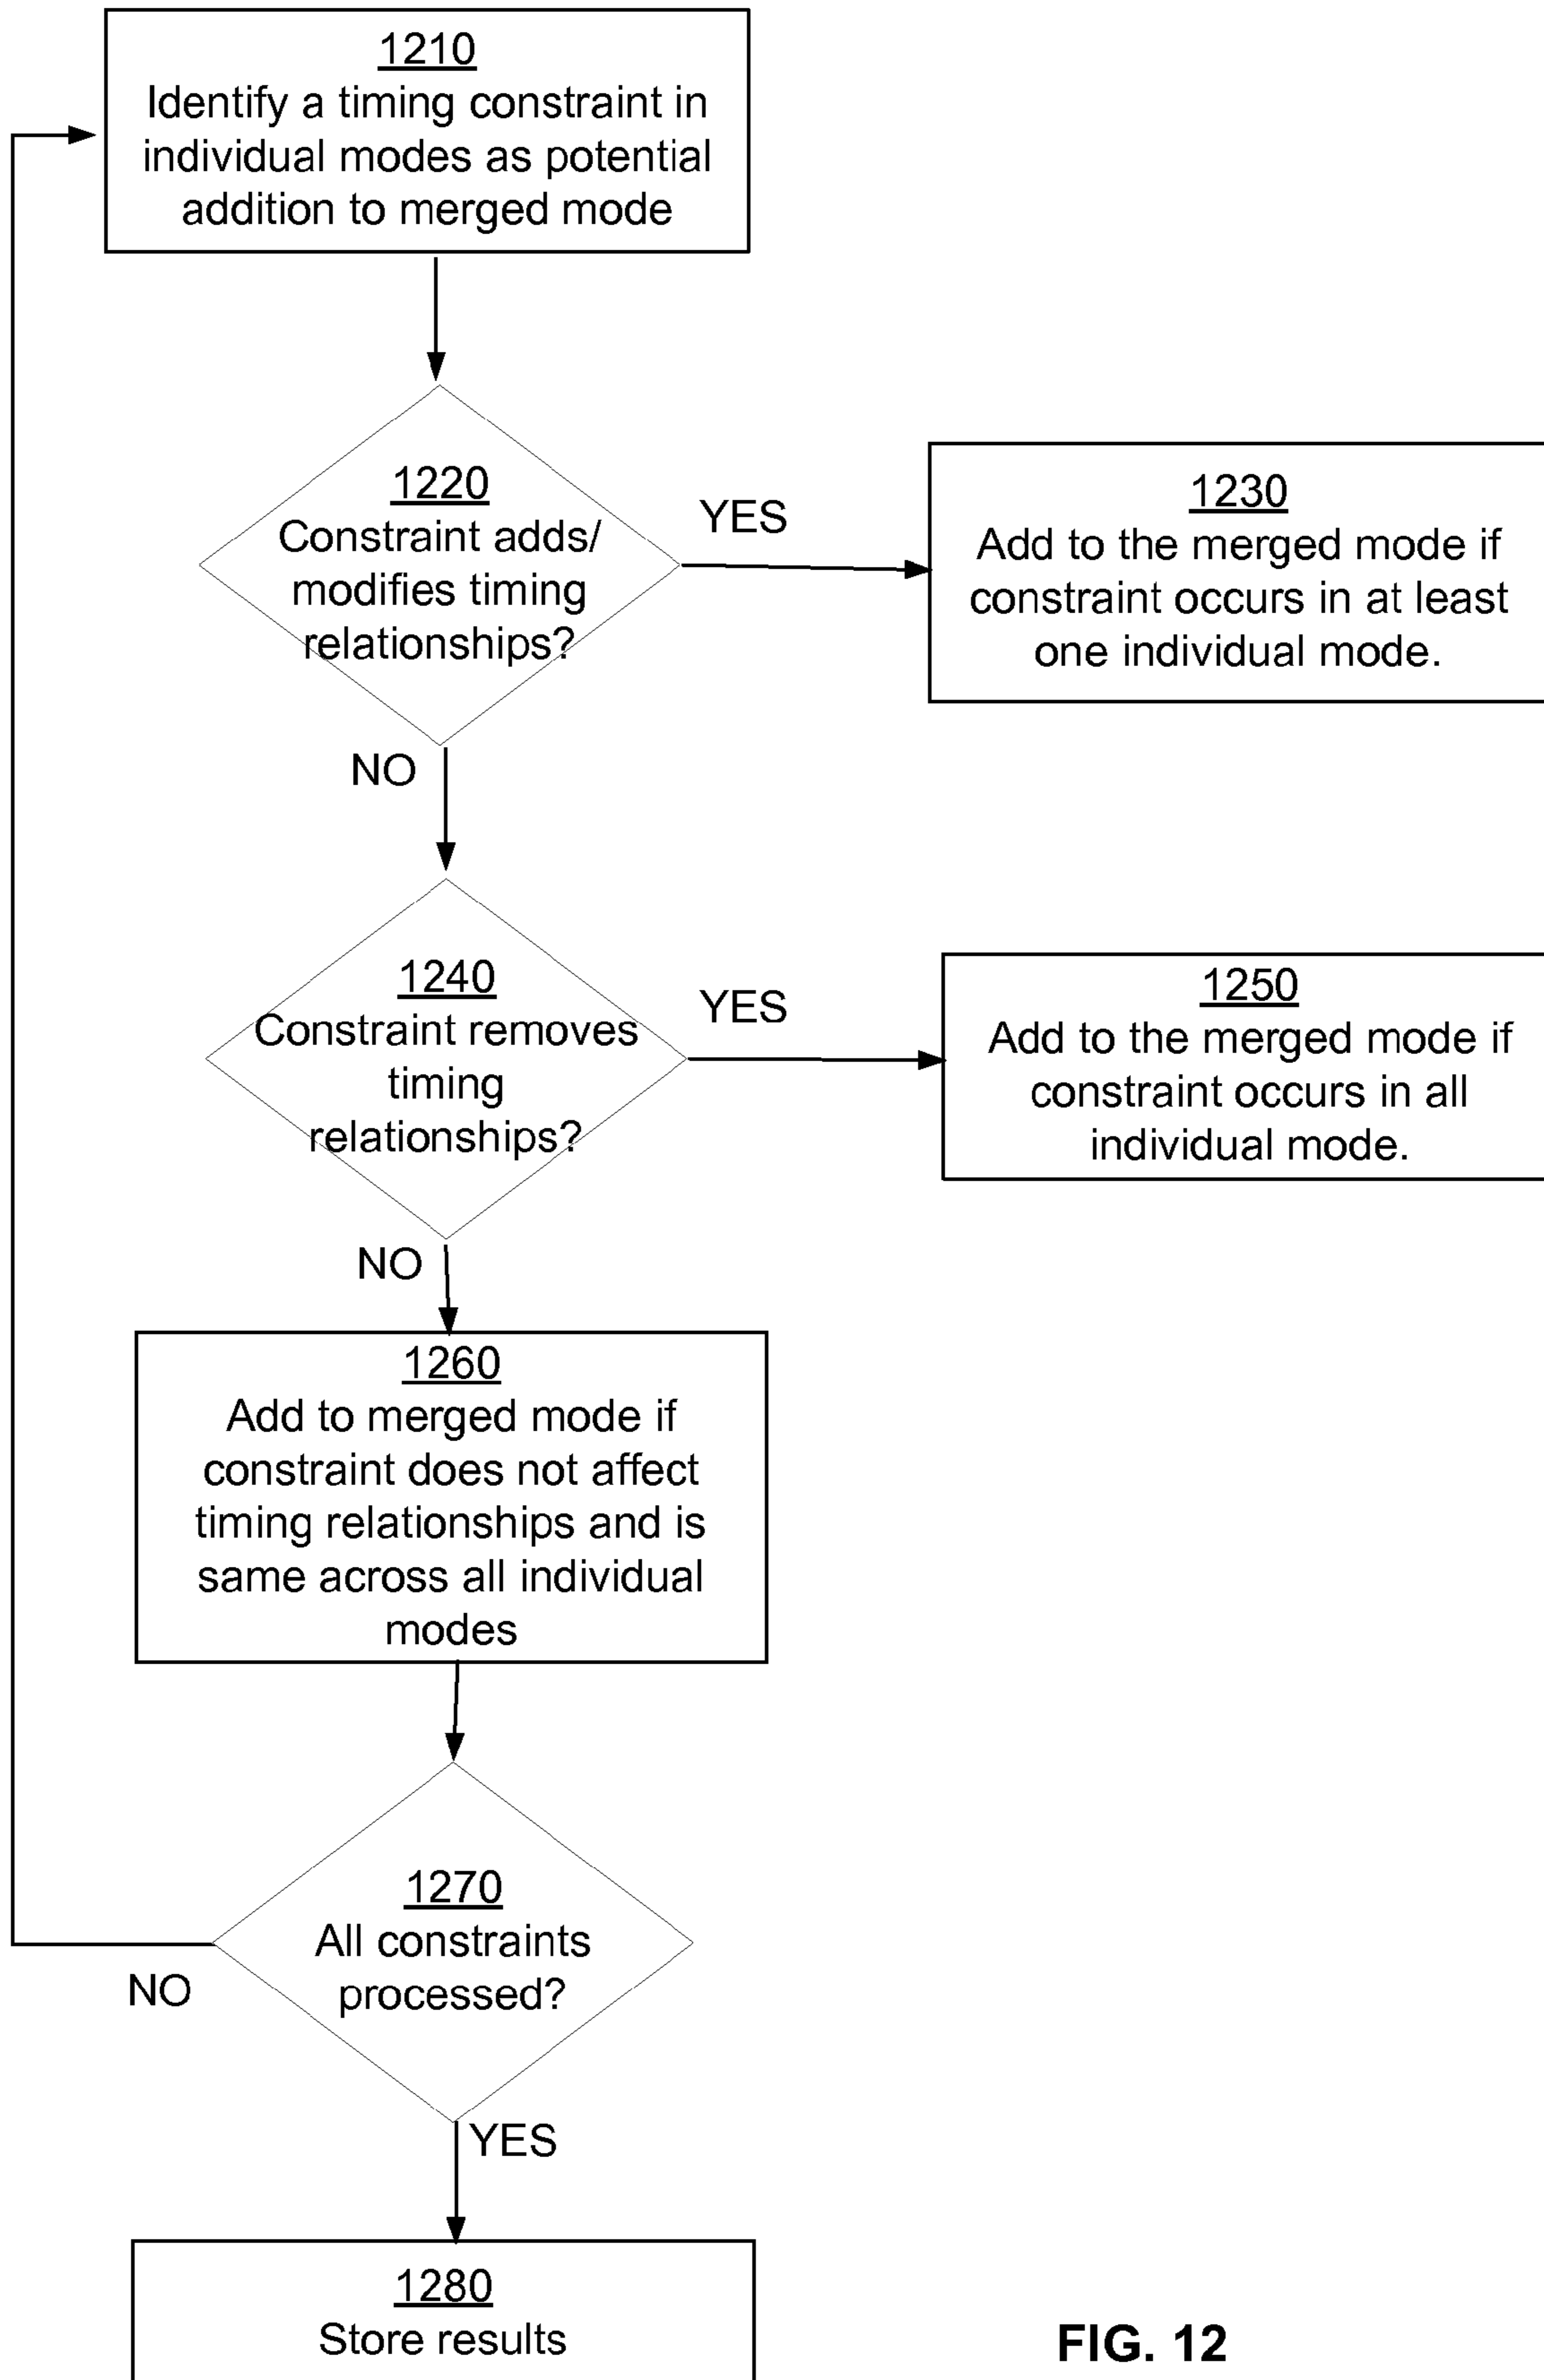 1210
Identify a timing constraint in
individual modes as potential
addition to merged mode
1220
Constraint adds/
modifies timing
relationships?
YES
1230
Add to the merged mode if
constraint occurs in at least
one individual mode.
NO
1240
Constraint removes
timing
relationships?
YES
1250
Add to the merged mode if
constraint occurs in all
individual mode.
NO
1260
Add to merged mode if
constraint does not affect
timing relationships and is
same across all individual
modes
1270
All constraints
processed?
NO
YES
1280
Store results
FIG. 12